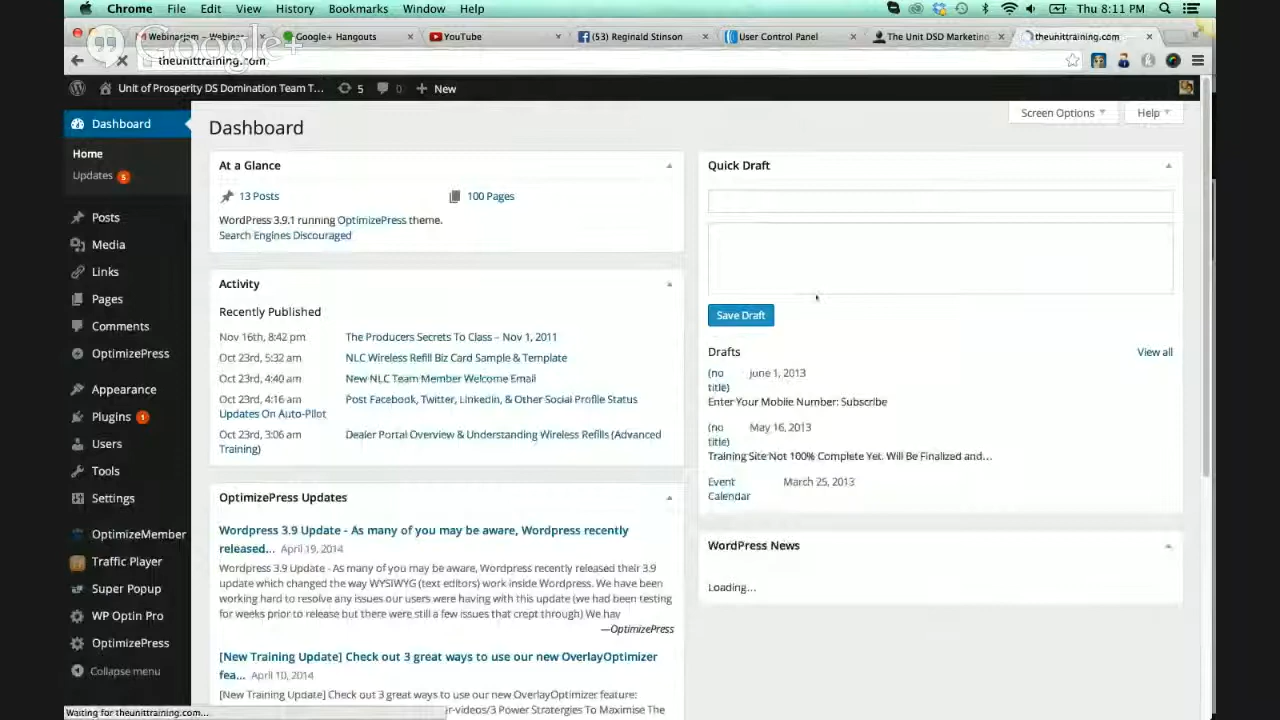 Chrome File Edit View History Bookmarks Window Help Thu 8:11 PM
Webinarjam – Webinar Google+ Hangouts YouTube (53) Reginald Stinson User Control Panel The Unit DSD Marketing theunittraining.com
Google+
theunittraining.com
Unit of Prosperity DS Domination Team T... 5 0 New
Dashboard
Home
Updates 5
Posts
Media
Links
Pages
Comments
OptimizePress
Appearance
Plugins 1
Users
Tools
Settings
OptimizeMember
Traffic Player
Super Popup
WP Optin Pro
OptimizePress
Collapse menu
Screen Options Help
Dashboard
At a Glance
13 Posts 100 Pages
WordPress 3.9.1 running OptimizePress theme.
Search Engines Discouraged
Activity
Recently Published
Nov 16th, 8:42 pm The Producers Secrets To Class – Nov 1, 2011
Oct 23rd, 5:32 am NLC Wireless Refill Biz Card Sample & Template
Oct 23rd, 4:40 am New NLC Team Member Welcome Email
Oct 23rd, 4:16 am Post Facebook, Twitter, Linkedin, & Other Social Profile Status
Updates On Auto-Pilot
Oct 23rd, 3:06 am Dealer Portal Overview & Understanding Wireless Refills (Advanced
Training)
OptimizePress Updates
Wordpress 3.9 Update - As many of you may be aware, Wordpress recently
released... April 19, 2014
Wordpress 3.9 Update - As many of you may be aware, Wordpress recently released their 3.9
update which changed the way WYSIWYG (text editors) work inside Wordpress. We have been
working hard to resolve any issues our users were having with this update (we had been testing
for weeks prior to release but there were still a few issues that crept through) We hav
—OptimizePress
[New Training Update] Check out 3 great ways to use our new OverlayOptimizer
fea... April 10, 2014
[New Training Update] Check out 3 great ways to use our new OverlayOptimizer feature:
r-videos/3 Power Stratergies To Maximise The
Quick Draft
Save Draft
Drafts View all
(no title) June 1, 2013
Enter Your Mobile Number: Subscribe
(no title) May 16, 2013
Training Site Not 100% Complete Yet. Will Be Finalized and...
Event Calendar March 25, 2013
WordPress News
Loading...
Waiting for theunittraining.com...